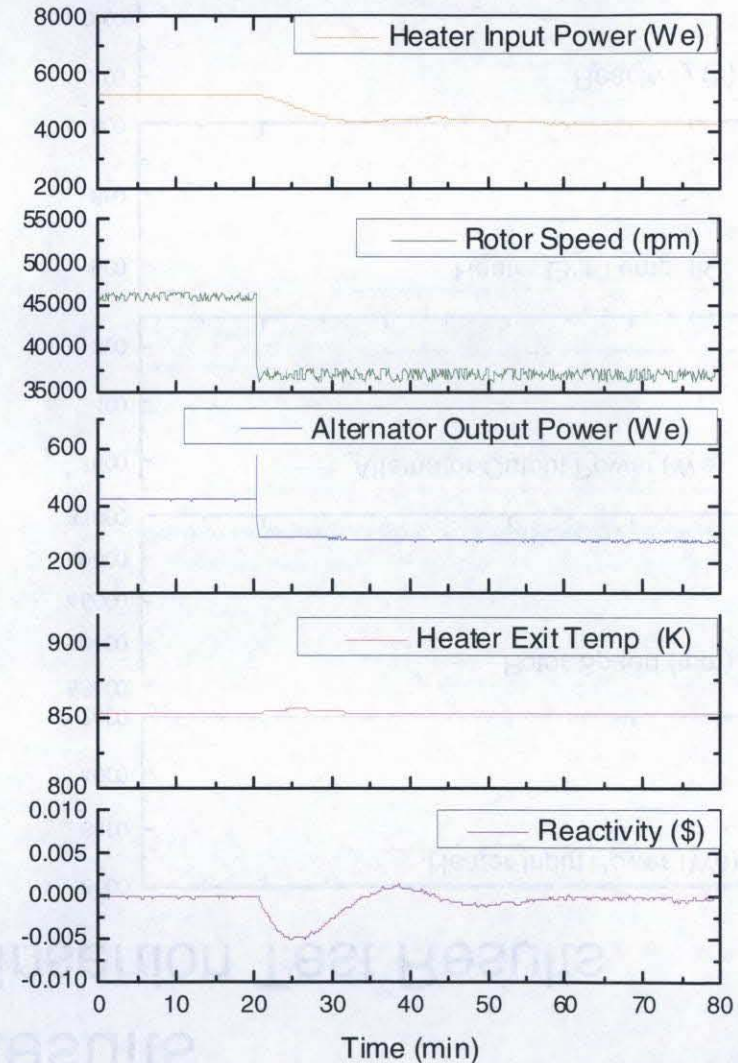 8000
Heater Input Power (We)
6000
4000
2000
55000
Rotor Speed (rpm)
50000
45000
40000
35000
Alternator Output Power (We)
600
400
200
Heater Exit Temp (K)
900
850
800
0.010
Reactivity ($)
0.005
0.000
-0.005
-0.010
0 10 20 30 40 50 60 70 80
Time (min)